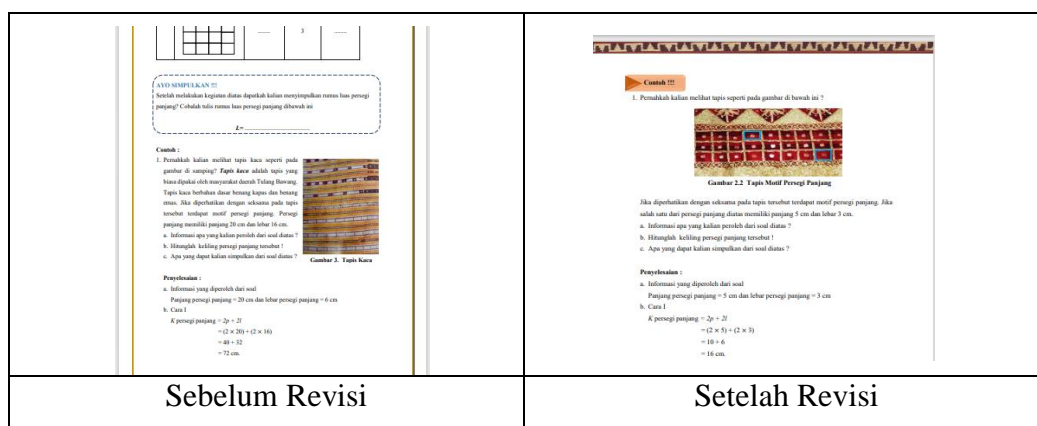 ........ 3 ........
AYO SIMPULKAN !!!
Setelah melakukan kegiatan diatas dapatkah kalian menyimpulkan rumus luas persegi
panjang? Cobalah tulis rumus luas persegi panjang dibawah ini
L= ................................
Contoh :
1. Pernahkah kalian melihat tapis kaca seperti pada
gambar di samping? Tapis kaca adalah tapis yang
biasa dipakai oleh masyarakat daerah Tulang Bawang.
Tapis kaca berbahan dasar benang kapas dan benang
emas. Jika diperhatikan dengan seksama pada tapis
tersebut terdapat motif persegi panjang. Persegi
panjang memiliki panjang 20 cm dan lebar 16 cm.
a. Informasi apa yang kalian peroleh dari soal diatas ?
b. Hitunglah keliling persegi panjang tersebut !
c. Apa yang dapat kalian simpulkan dari soal diatas ?
Gambar 3. Tapis Kaca
Penyelesaian :
a. Informasi yang diperoleh dari soal
Panjang persegi panjang = 20 cm dan lebar persegi panjang = 6 cm
b. Cara I
K persegi panjang = 2p + 2l
= (2 × 20) + (2 × 16)
= 40 + 32
= 72 cm.
Sebelum Revisi
Contoh !!!
1. Pernahkah kalian melihat tapis seperti pada gambar di bawah ini ?
Gambar 2.2 Tapis Motif Persegi Panjang
Jika diperhatikan dengan seksama pada tapis tersebut terdapat motif persegi panjang. Jika
salah satu dari persegi panjang diatas memiliki panjang 5 cm dan lebar 3 cm.
a. Informasi apa yang kalian peroleh dari soal diatas ?
b. Hitunglah keliling persegi panjang tersebut !
c. Apa yang dapat kalian simpulkan dari soal diatas ?
Penyelesaian :
a. Informasi yang diperoleh dari soal
Panjang persegi panjang = 5 cm dan lebar persegi panjang = 3 cm
b. Cara I
K persegi panjang = 2p + 2l
= (2 × 5) + (2 × 3)
= 10 + 6
= 16 cm.
Setelah Revisi